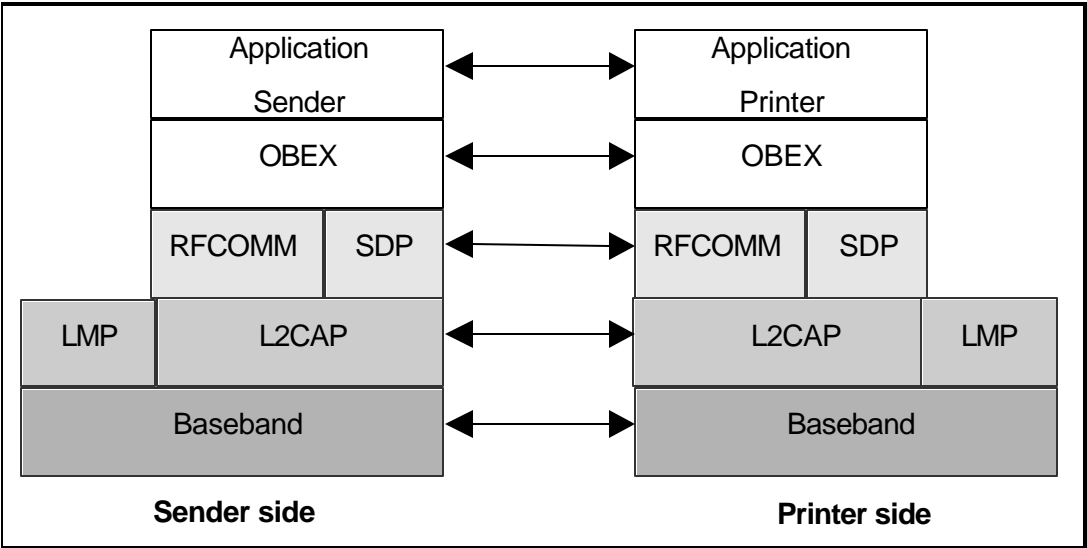 Application
Sender
Application
Printer
OBEX
OBEX
RFCOMM SDP
RFCOMM SDP
LMP L2CAP
L2CAP LMP
Baseband
Baseband
Sender side
Printer side